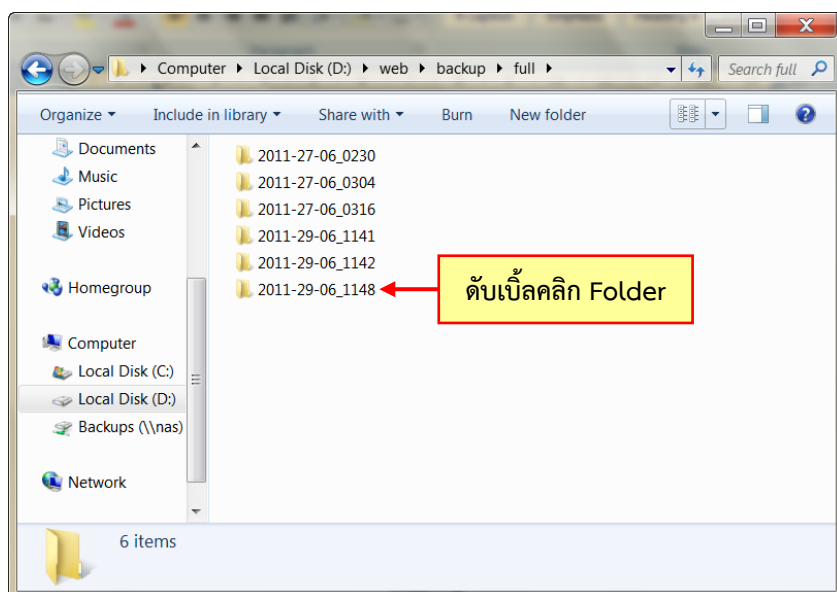 Computer Local Disk (D:) web backup full Search full
Organize Include in library Share with Burn New folder
Documents
Music
Pictures
Videos
Homegroup
Computer
Local Disk (C:)
Local Disk (D:)
Backups (\\nas)
Network
2011-27-06_0230
2011-27-06_0304
2011-27-06_0316
2011-29-06_1141
2011-29-06_1142
2011-29-06_1148
ดับเบิ้ลคลิก Folder
6 items